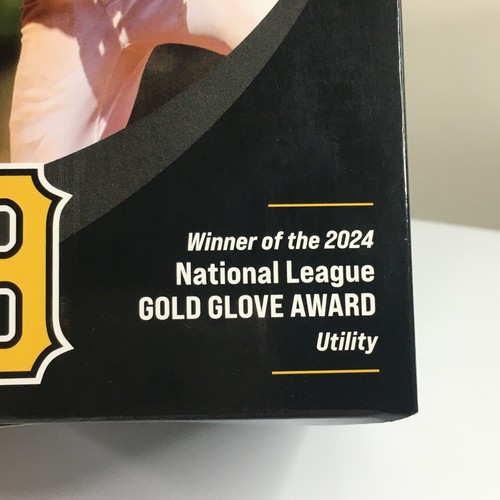 Winner of the 2024
National League
GOLD GLOVE AWARD
Utility